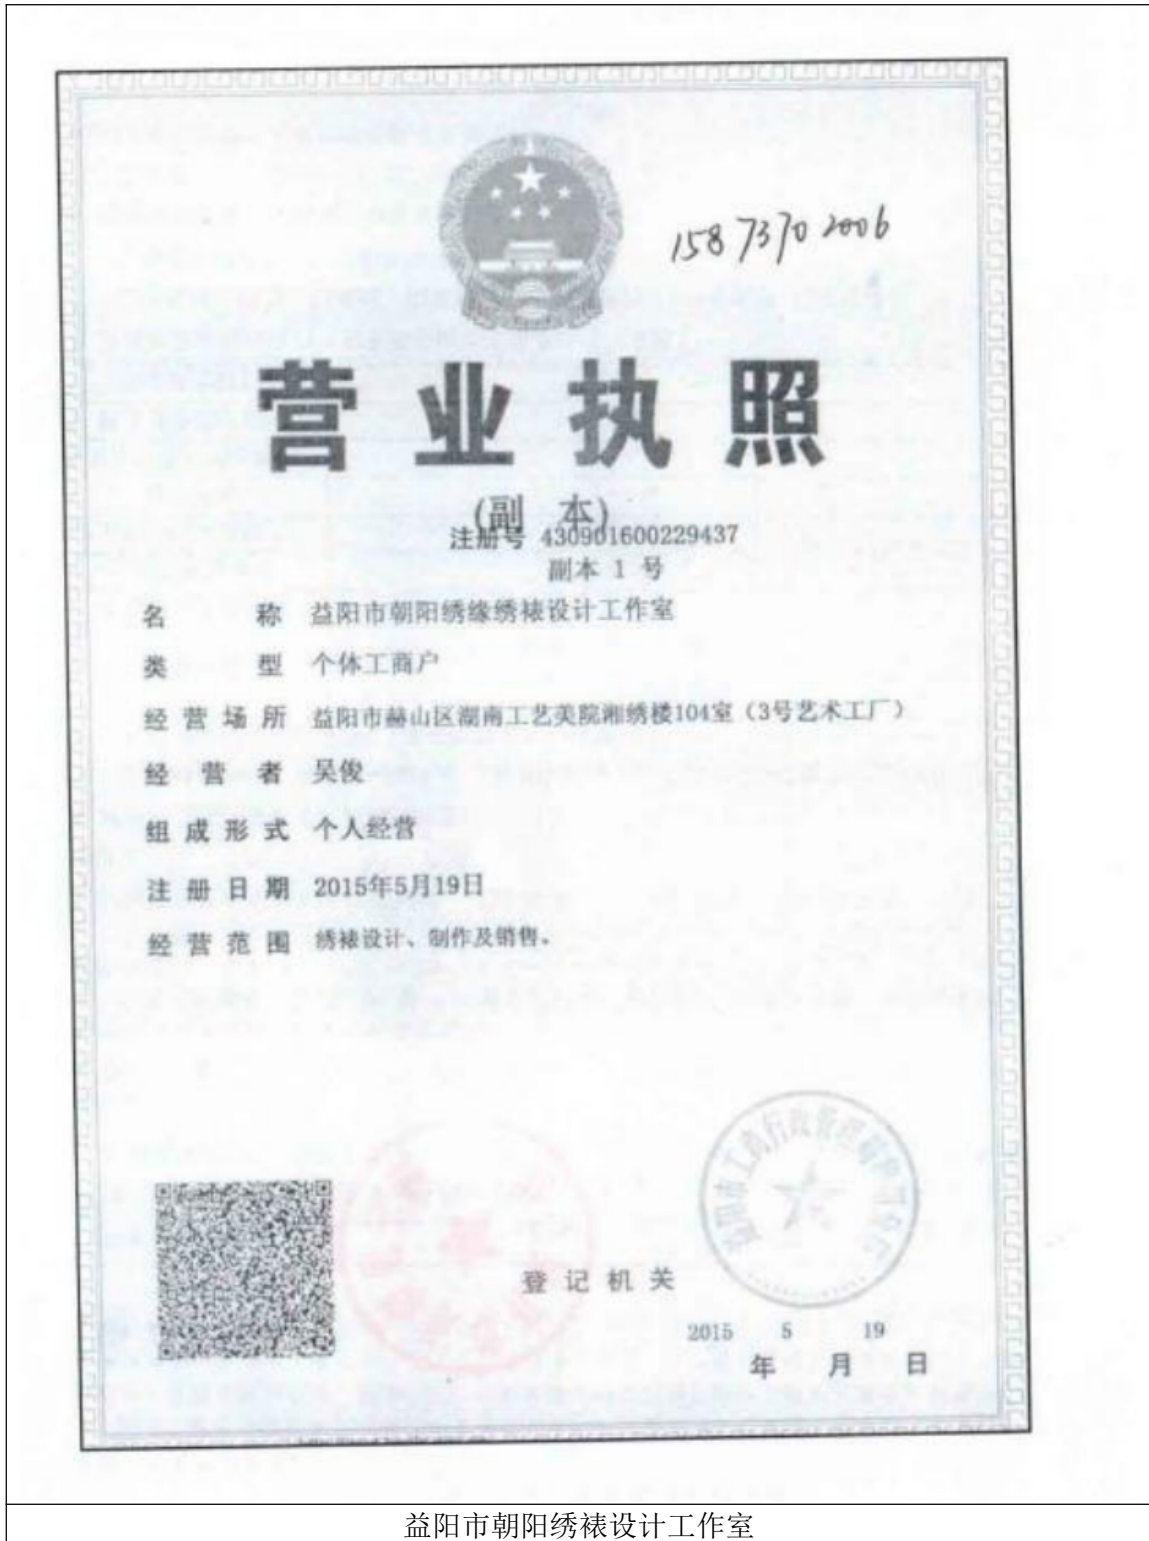 15873702006
营业执照
(副 本)
注册号 430901600229437
副本 1 号
名 称 益阳市朝阳绣缘绣裱设计工作室
类 型 个体工商户
经营场所 益阳市赫山区湖南工艺美院湘绣楼104室（3号艺术工厂）
经 营 者 吴俊
组成形式 个人经营
注册日期 2015年5月19日
经营范围 绣裱设计、制作及销售。
登记机关
2015 5 19
年 月 日
益阳市朝阳绣裱设计工作室